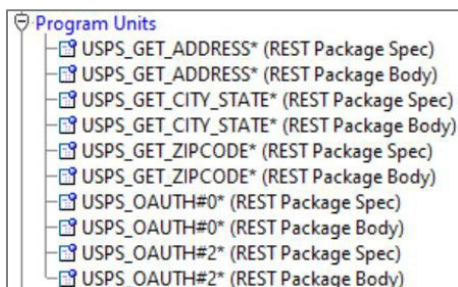 Program Units
USPS_GET_ADDRESS* (REST Package Spec)
USPS_GET_ADDRESS* (REST Package Body)
USPS_GET_CITY_STATE* (REST Package Spec)
USPS_GET_CITY_STATE* (REST Package Body)
USPS_GET_ZIPCODE* (REST Package Spec)
USPS_GET_ZIPCODE* (REST Package Body)
USPS_OAUTH#0* (REST Package Spec)
USPS_OAUTH#0* (REST Package Body)
USPS_OAUTH#2* (REST Package Spec)
USPS_OAUTH#2* (REST Package Body)